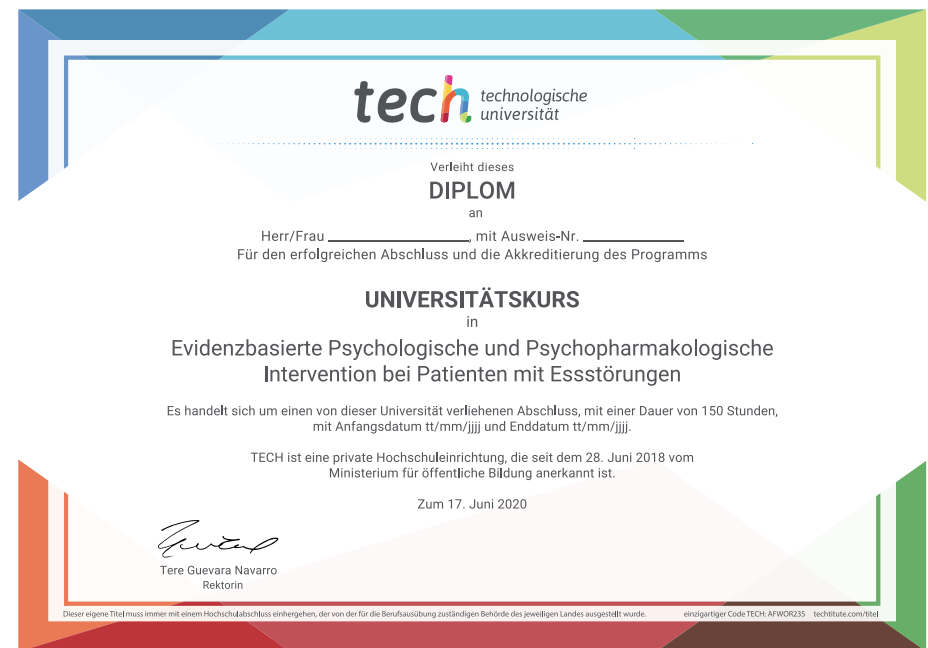 tech technologische
universität
Verleiht dieses
DIPLOM
an
Herr/Frau ____________, mit Ausweis-Nr. ____________
Für den erfolgreichen Abschluss und die Akkreditierung des Programms
UNIVERSITÄTSKURS
in
Evidenzbasierte Psychologische und Psychopharmakologische
Intervention bei Patienten mit Essstörungen
Es handelt sich um einen von dieser Universität verliehenen Abschluss, mit einer Dauer von 150 Stunden,
mit Anfangsdatum tt/mm/jjjj und Enddatum tt/mm/jjjj.
TECH ist eine private Hochschuleinrichtung, die seit dem 28. Juni 2018 vom
Ministerium für öffentliche Bildung anerkannt ist.
Zum 17. Juni 2020
Tere Guevara Navarro
Rektorin
Dieser eigene Titel muss immer mit einem Hochschulabschluss einhergehen, der von der für die Berufsausübung zuständigen Behörde des jeweiligen Landes ausgestellt wurde. einzigartiger Code TECH: AFWOR235 techtitute.com/titel